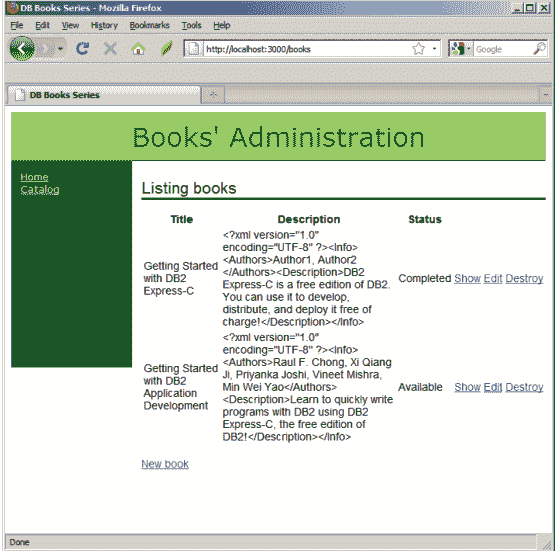 DB Books Series - Mozilla Firefox
File Edit View History Bookmarks Tools Help
http://localhost:3000/books
Google
DB Books Series
Books' Administration
Home
Catalog
Listing books
Title Description Status
Getting Started
with DB2
Express-C
<?xml version="1.0"
encoding="UTF-8" ?><Info>
<Authors>Author1, Author2
</Authors><Description>DB2
Express-C is a free edition of DB2.
You can use it to develop,
distribute, and deploy it free of
charge!</Description></Info>
Completed Show Edit Destroy
Getting Started
with DB2
Application
Development
<?xml version="1.0"
encoding="UTF-8" ?><Info>
<Authors>Raul F. Chong, Xi Qiang
Ji, Priyanka Joshi, Vineet Mishra,
Min Wei Yao</Authors>
<Description>Learn to quickly write
programs with DB2 using DB2
Express-C, the free edition of
DB2!</Description></Info>
Available Show Edit Destroy
New book
Done